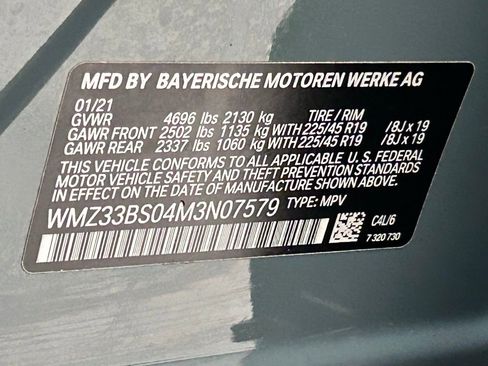 MFD BY BAYERISCHE MOTOREN WERKE AG
01/21
GVWR 4696 lbs 2130 kg TIRE / RIM
GAWR FRONT 2502 lbs 1135 kg WITH 225/45 R19 /8J x 19
GAWR REAR 2337 lbs 1060 kg WITH 225/45 R19 /8J x 19
THIS VEHICLE CONFORMS TO ALL APPLICABLE U.S. FEDERAL
MOTOR VEHICLE SAFETY, BUMPER, AND THEFT PREVENTION
STANDARDS IN EFFECT ON THE DATE OF MANUFACTURE SHOWN ABOVE.
WMZ33BS04M3N07579 TYPE: MPV
C4L/6
7 320 730